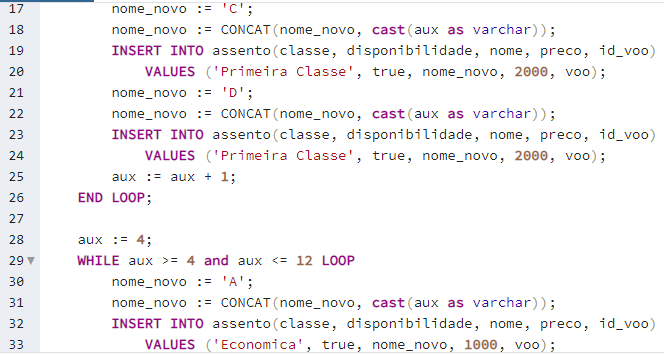 17 nome_novo := 'C';
18 nome_novo := CONCAT(nome_novo, cast(aux as varchar));
19 INSERT INTO assento(classe, disponibilidade, nome, preco, id_voo)
20 VALUES ('Primeira Classe', true, nome_novo, 2000, voo);
21 nome_novo := 'D';
22 nome_novo := CONCAT(nome_novo, cast(aux as varchar));
23 INSERT INTO assento(classe, disponibilidade, nome, preco, id_voo)
24 VALUES ('Primeira Classe', true, nome_novo, 2000, voo);
25 aux := aux + 1;
26 END LOOP;
27
28 aux := 4;
29 WHILE aux >= 4 and aux <= 12 LOOP
30 nome_novo := 'A';
31 nome_novo := CONCAT(nome_novo, cast(aux as varchar));
32 INSERT INTO assento(classe, disponibilidade, nome, preco, id_voo)
33 VALUES ('Economica', true, nome_novo, 1000, voo);